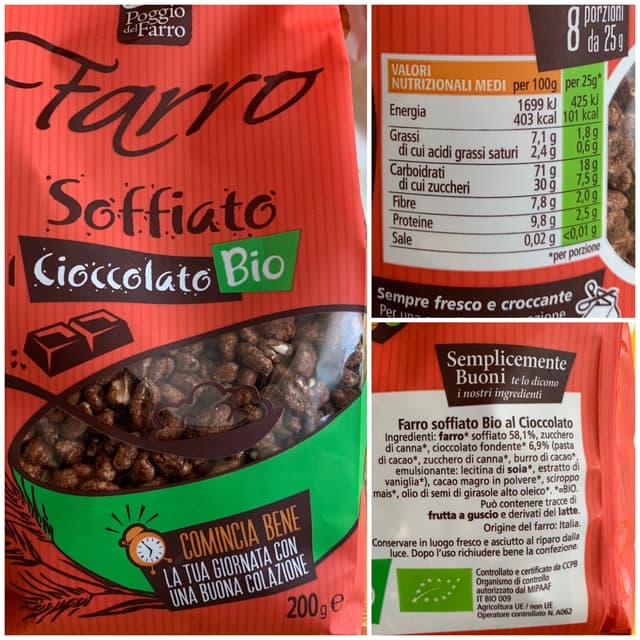 Poggio
del Farro
Farro
Soffiato
Cioccolato Bio
COMINCIA BENE
LA TUA GIORNATA CON
UNA BUONA COLAZIONE
200g e
8 porzioni
da 25 g
VALORI
NUTRIZIONALI MEDI per 100g per 25g*
Energia 1699 kJ 425 kJ
403 kcal 101 kcal
Grassi 7,1 g 1,8 g
di cui acidi grassi saturi 2,4 g 0,6 g
Carboidrati 71 g 18 g
di cui zuccheri 30 g 7,5 g
Fibre 7,8 g 2,0 g
Proteine 9,8 g 2,5 g
Sale 0,02 g <0,01 g
*per porzione
Sempre fresco e croccante
Per una
Semplicemente
Buoni te lo dicono
i nostri ingredienti
Farro soffiato Bio al Cioccolato
Ingredienti: farro* soffiato 58,1%, zucchero
di canna*, cioccolato fondente* 6,9% (pasta
di cacao*, zucchero di canna*, burro di cacao*,
emulsionante: lecitina di soia*, estratto di
vaniglia*), cacao magro in polvere*, sciroppo
mais*, olio di semi di girasole alto oleico*. *=BIO.
Può contenere tracce di
frutta a guscio e derivati del latte.
Origine del farro: Italia.
Conservare in luogo fresco e asciutto al riparo dalla
luce. Dopo l'uso richiudere bene la confezione.
Controllato e certificato da CCPB
Organismo di controllo
autorizzato dal MIPAAF
IT BIO 009
Agricoltura UE / non UE
Operatore controllato N. A062